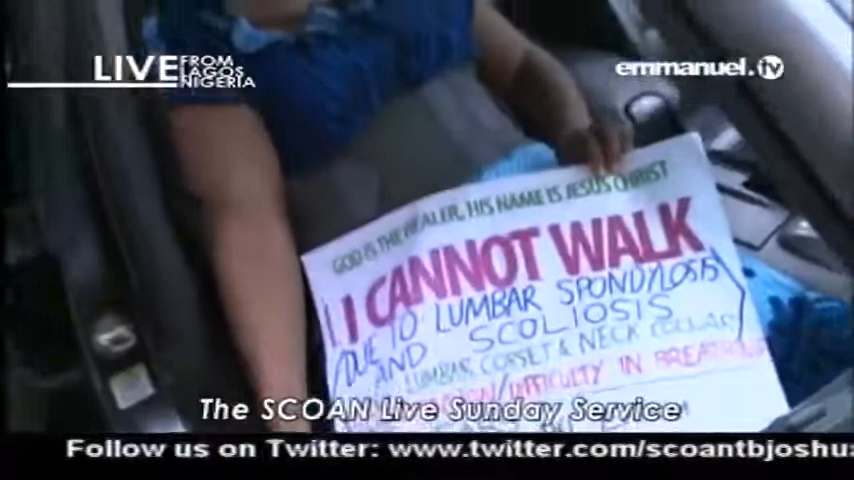 LIVE FROM
LAGOS
NIGERIA
emmanuel.tv
GOD IS THE HEALER, HIS NAME IS JESUS CHRIST
I CANNOT WALK
DUE TO LUMBAR SPONDYLOSIS
AND SCOLIOSIS
LUMBAR CORSET & NECK COLLAR
DIFFICULTY IN
The SCOAN Live Sunday Service
Follow us on Twitter: www.twitter.com/scoantbjoshua